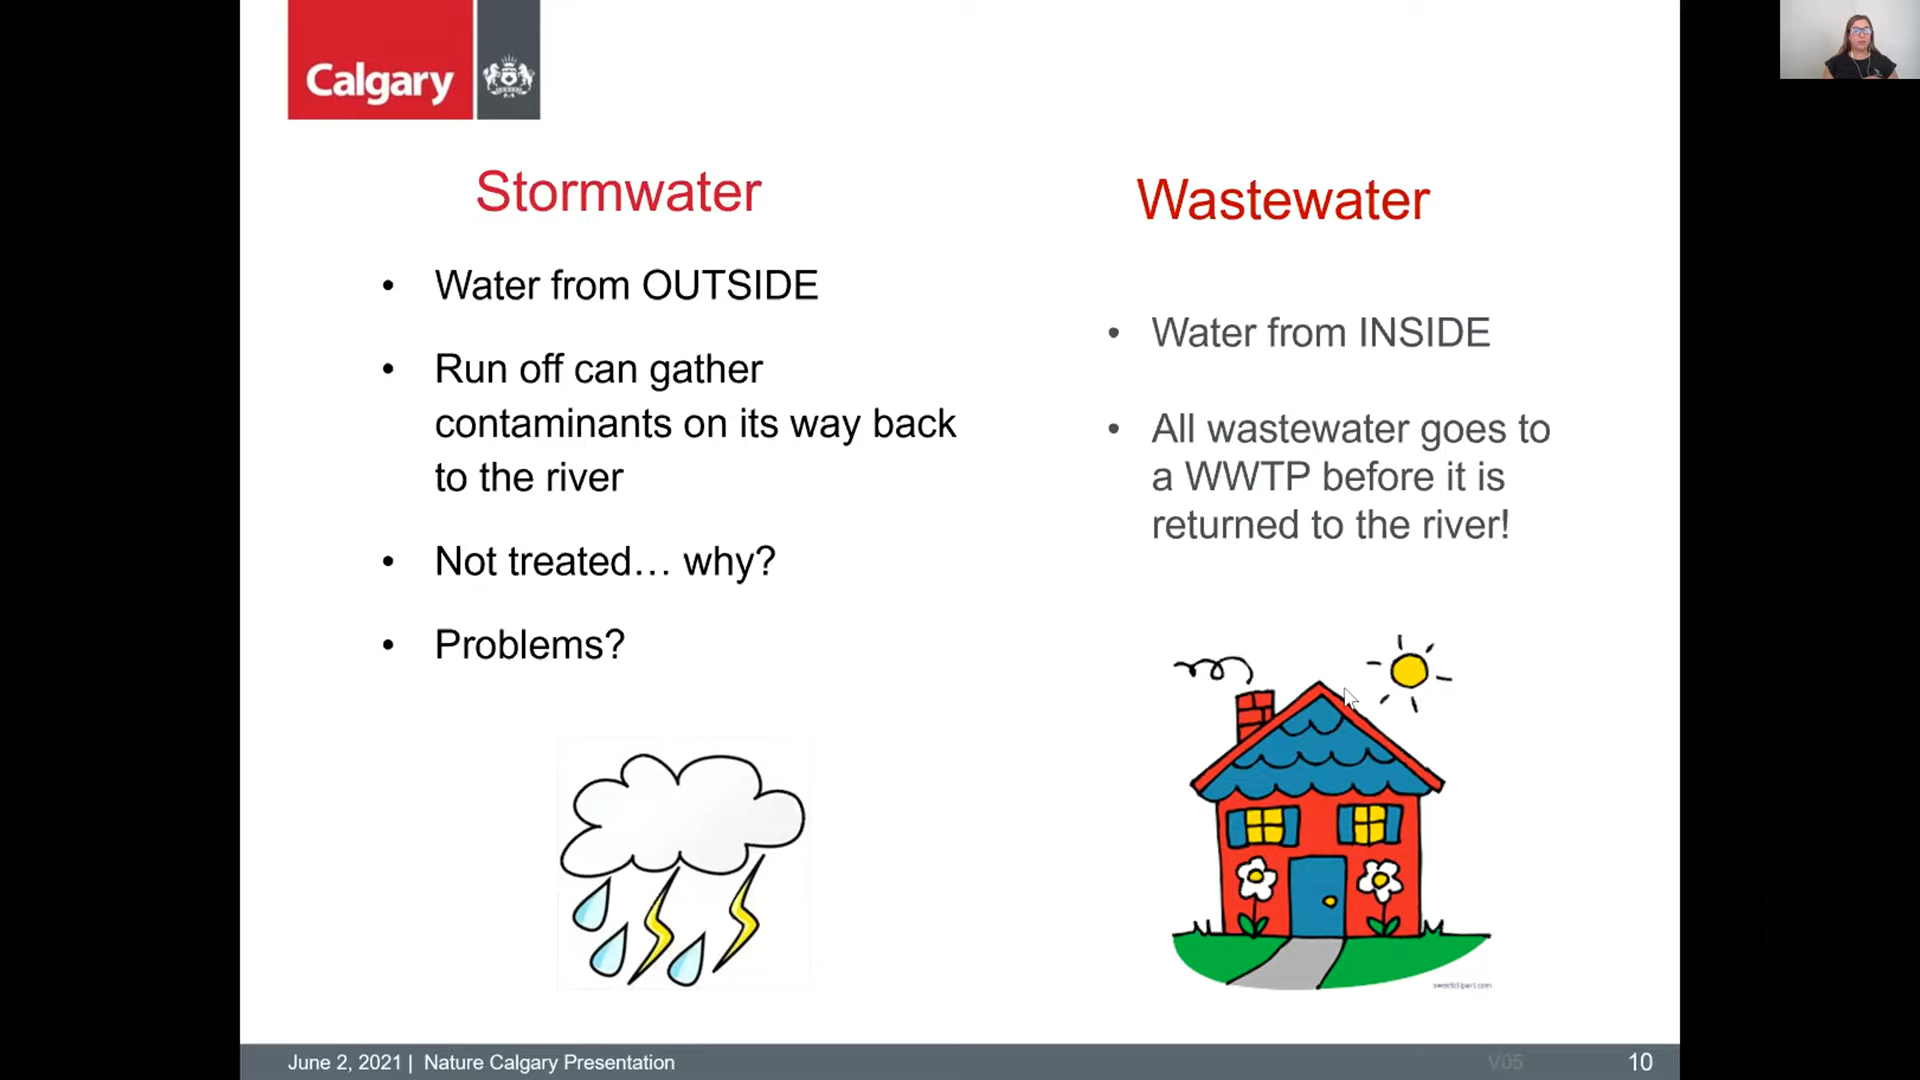 Calgary
Stormwater
• Water from OUTSIDE
• Run off can gather
contaminants on its way back
to the river
• Not treated… why?
• Problems?
Wastewater
• Water from INSIDE
• All wastewater goes to
a WWTP before it is
returned to the river!
sweetclipart.com
June 2, 2021 | Nature Calgary Presentation
V05
10